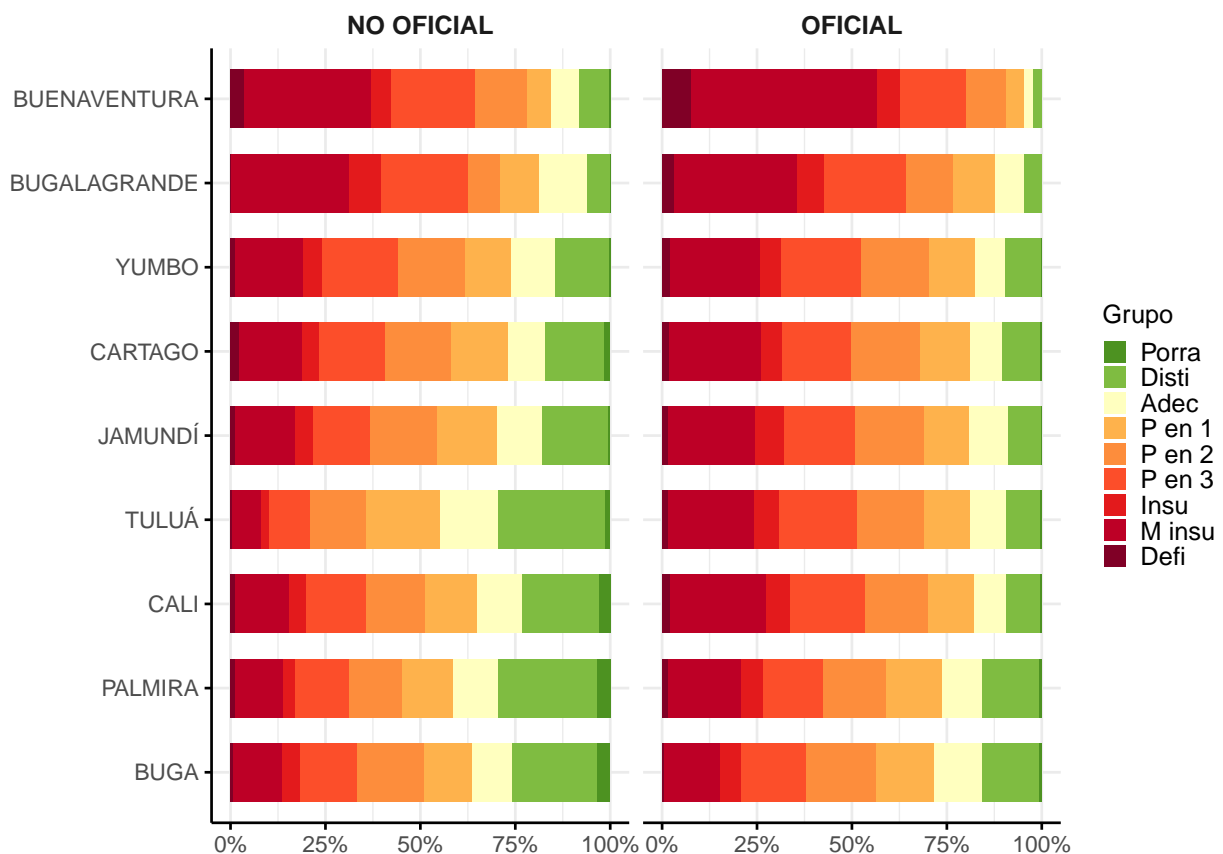 NO OFICIAL
OFICIAL
BUENAVENTURA
BUGALAGRANDE
YUMBO
CARTAGO
JAMUNDÍ
TULUÁ
CALI
PALMIRA
BUGA
0%
25%
50%
75%
100%
0%
25%
50%
75%
100%
Grupo
Porra
Disti
Adec
P en 1
P en 2
P en 3
Insu
M insu
Defi